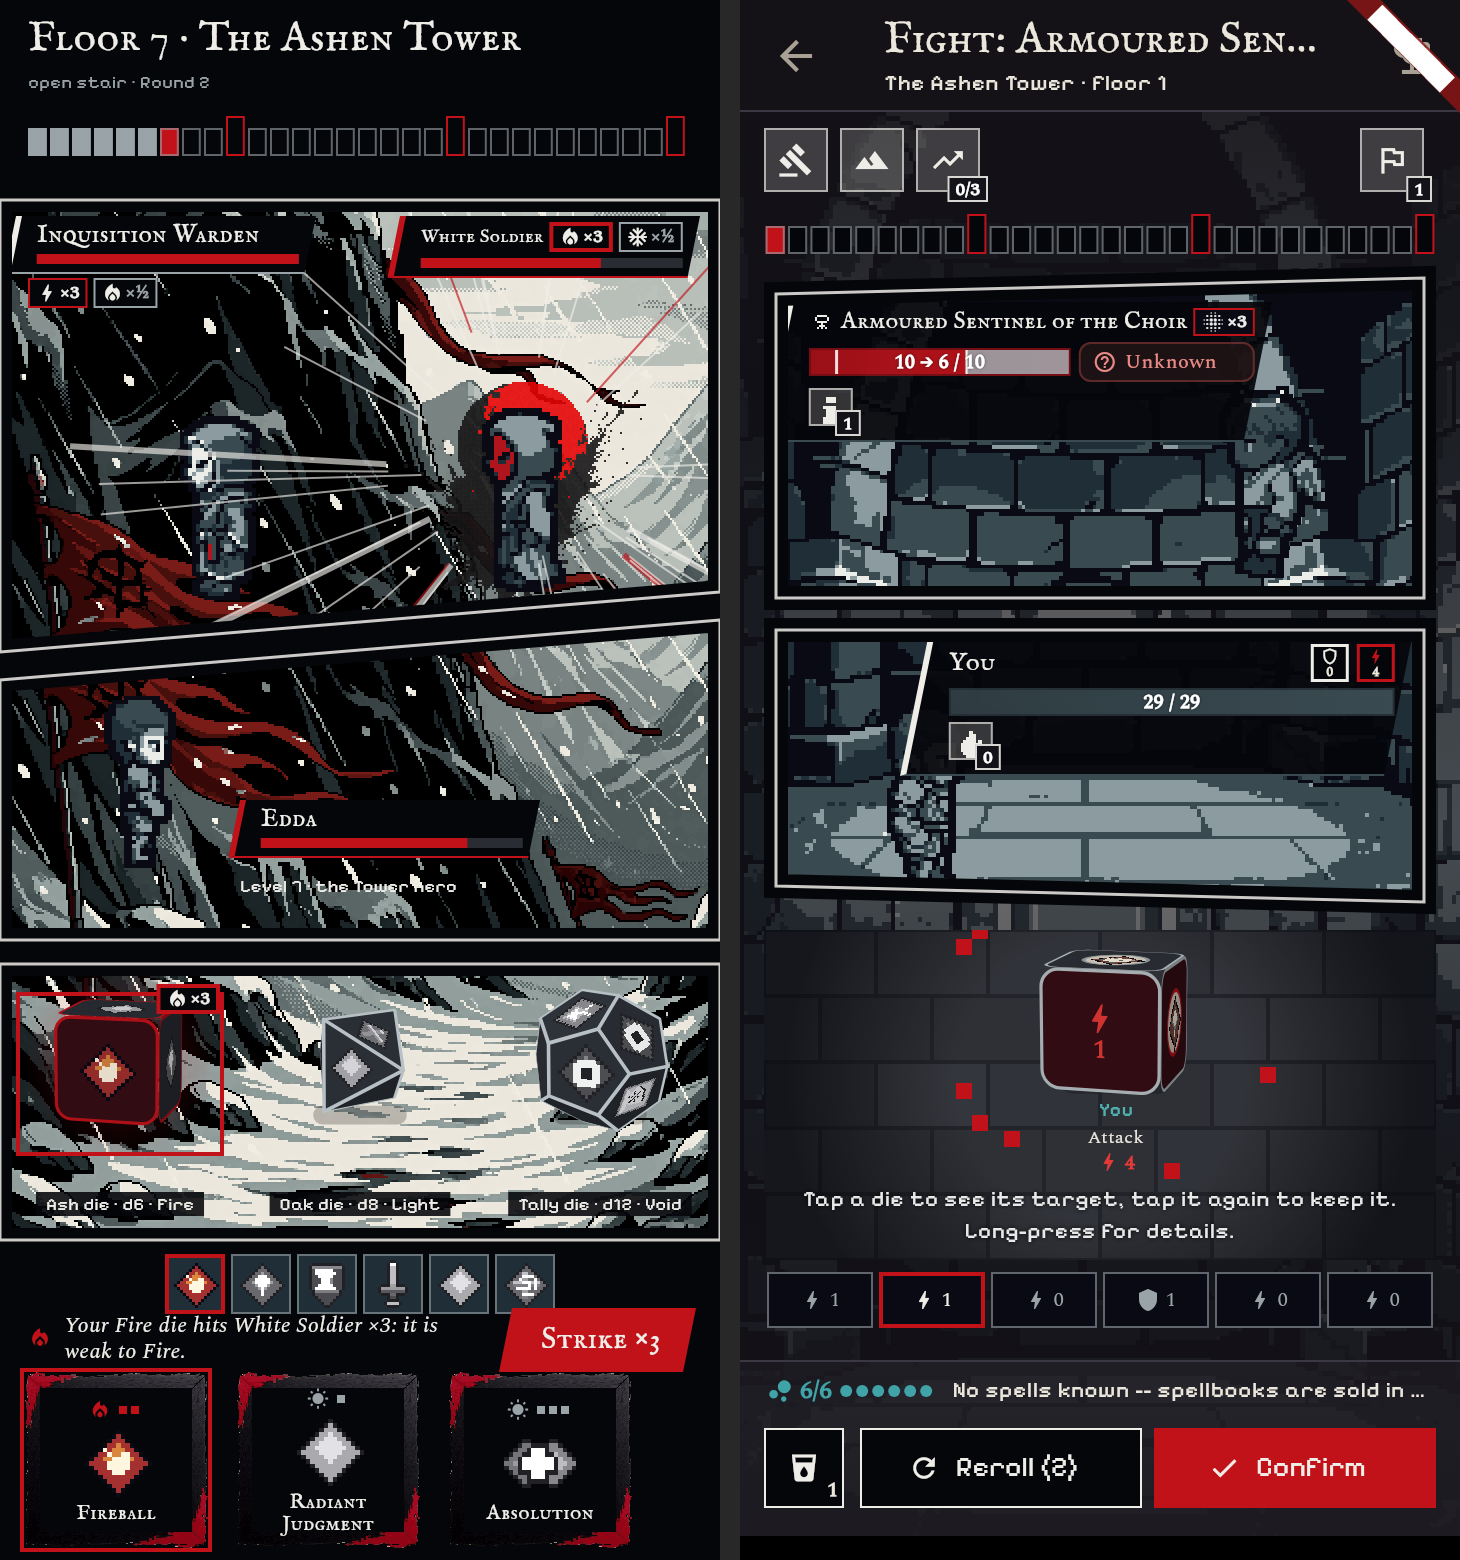 Floor 7 · The Ashen Tower
open stair · Round 2
Inquisition Warden
×3
×½
White Soldier
×3
×½
Edda
Level 7 · the Tower hero
×3
Ash die · d6 · Fire
Oak die · d8 · Light
Tally die · d12 · Void
Your Fire die hits White Soldier ×3: it is
weak to Fire.
Strike ×3
Fireball
Radiant
Judgment
Absolution
Fight: Armoured Sen...
The Ashen Tower · Floor 1
0/3
1
Armoured Sentinel of the Choir
×3
10 → 6 / 10
Unknown
1
You
0
4
29 / 29
0
1
You
Attack
4
Tap a die to see its target, tap it again to keep it.
Long-press for details.
1
1
0
1
0
0
6/6
No spells known -- spellbooks are sold in ...
1
Reroll (2)
Confirm